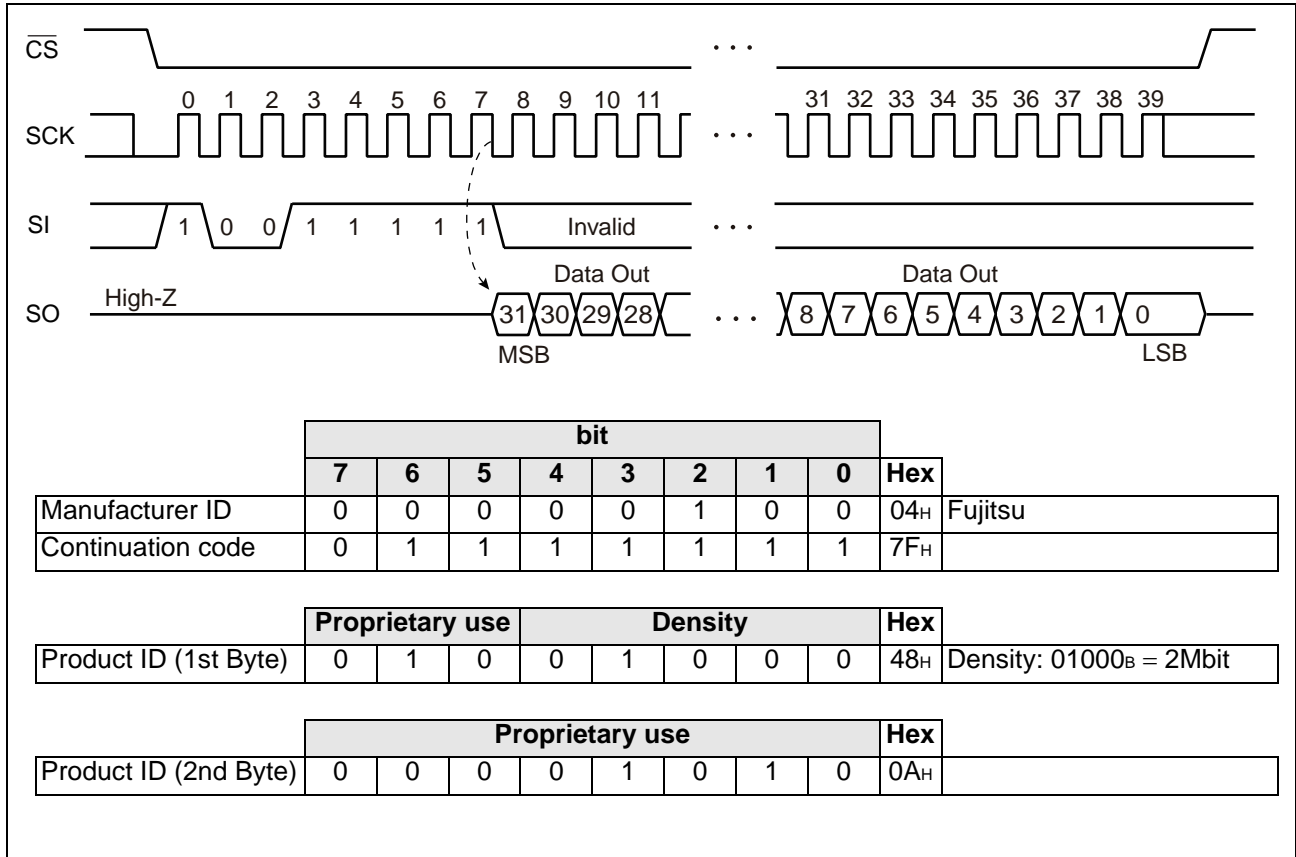 CS
0 1 2 3 4 5 6 7 8 9 10 11 31 32 33 34 35 36 37 38 39
SCK
SI 1 0 0 1 1 1 1 1 Invalid
Data Out Data Out
High-Z
SO 31 30 29 28 8 7 6 5 4 3 2 1 0
MSB LSB
bit
7 6 5 4 3 2 1 0 Hex
Manufacturer ID 0 0 0 0 0 1 0 0 04H Fujitsu
Continuation code 0 1 1 1 1 1 1 1 7FH
Proprietary use Density Hex
Product ID (1st Byte) 0 1 0 0 1 0 0 0 48H Density: 01000B = 2Mbit
Proprietary use Hex
Product ID (2nd Byte) 0 0 0 0 1 0 1 0 0AH